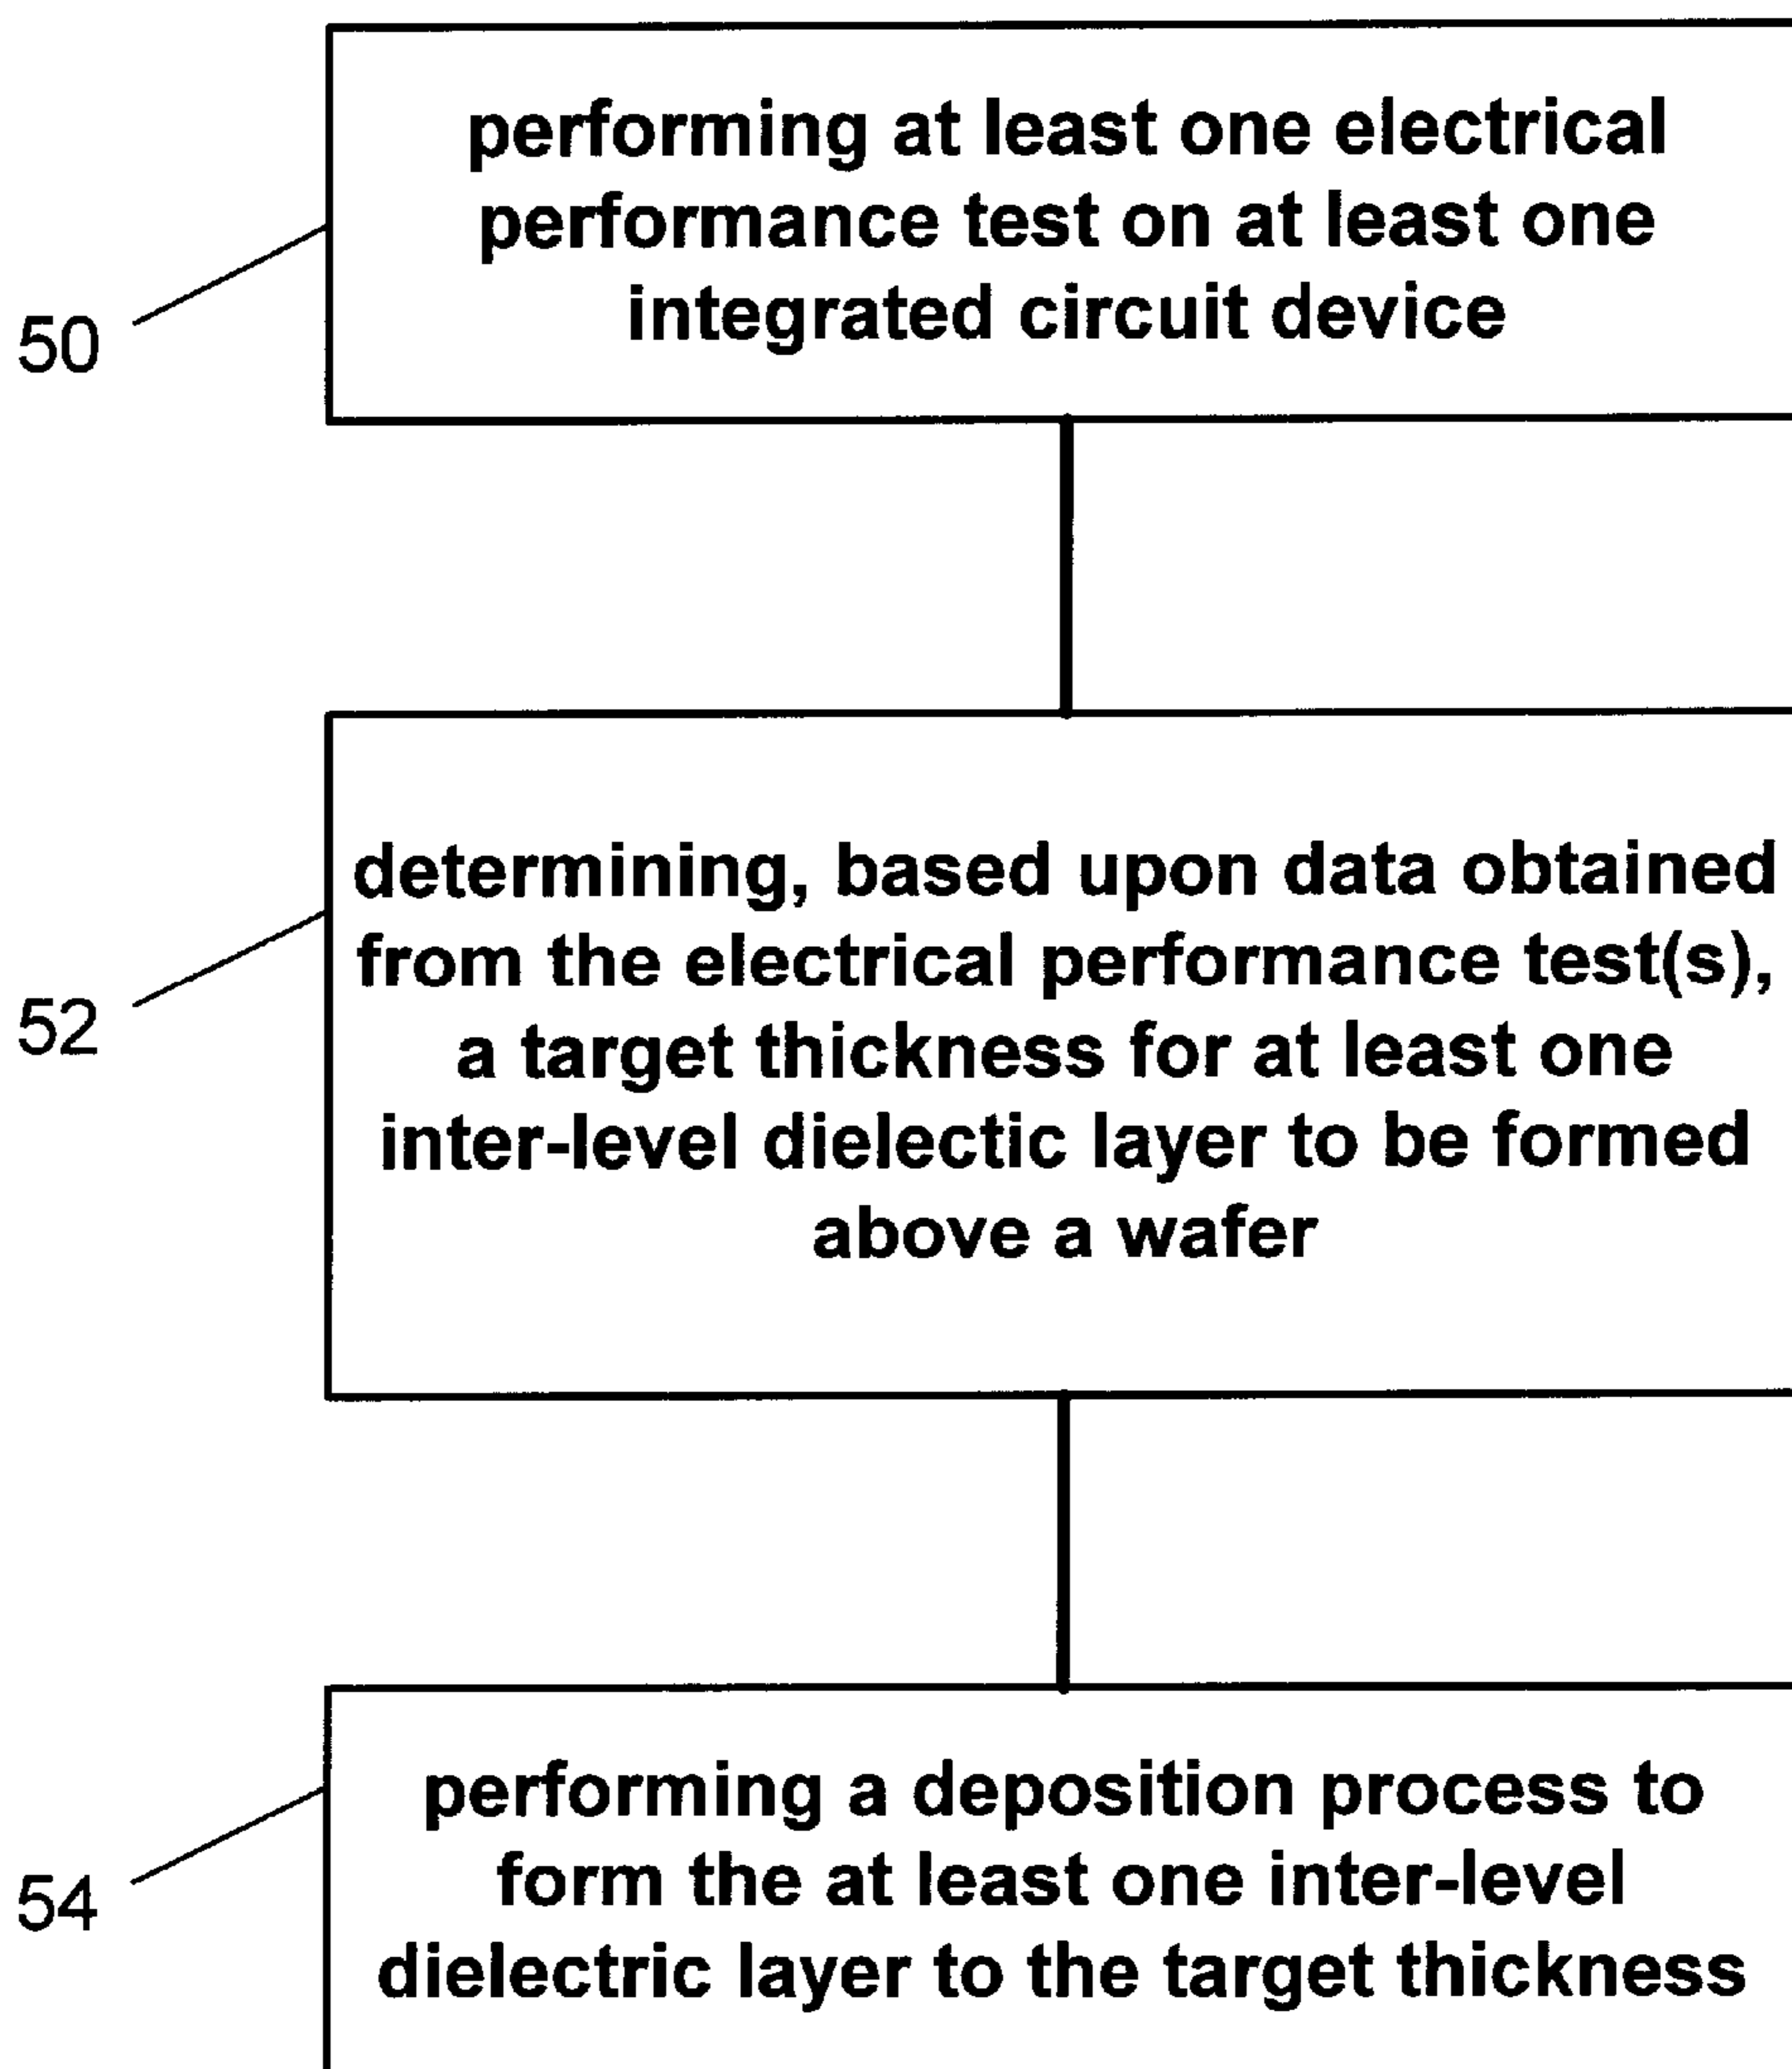 performing at least one electrical
performance test on at least one
integrated circuit device
50
determining, based upon data obtained
from the electrical performance test(s),
a target thickness for at least one
inter-level dielectic layer to be formed
above a wafer
52
performing a deposition process to
form the at least one inter-level
dielectric layer to the target thickness
54